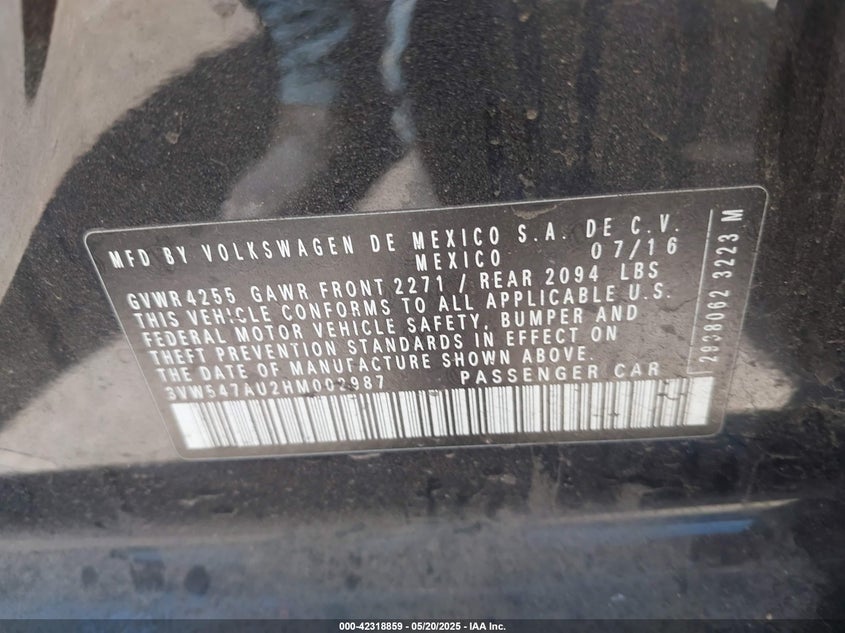 MFD BY VOLKSWAGEN DE MEXICO S.A. DE C.V.
MEXICO 07/16
GVWR4255 GAWR FRONT 2271 / REAR 2094 LBS
THIS VEHICLE CONFORMS TO ALL APPLICABLE U.S.
FEDERAL MOTOR VEHICLE SAFETY, BUMPER AND
THEFT PREVENTION STANDARDS IN EFFECT ON
THE DATE OF MANUFACTURE SHOWN ABOVE.
3VW547AU2HM002987 PASSENGER CAR
2938062 3223 M
000-42318859 — 05/20/2025 — IAA Inc.